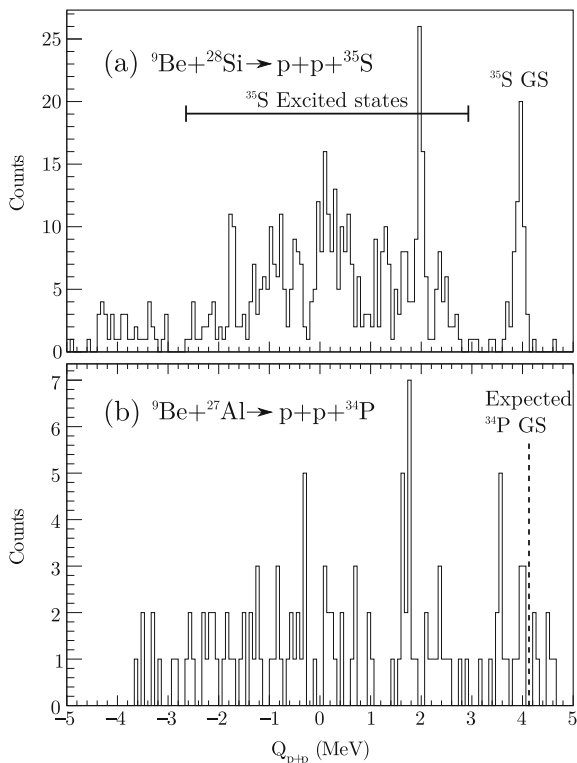 25
20
15
10
5
0
Counts
(a) ⁹Be+²⁸Si→ p+p+³⁵S
³⁵S GS
³⁵S Excited states
7
6
5
4
3
2
1
0
Counts
(b) ⁹Be+²⁷Al→ p+p+³⁴P
Expected
³⁴P GS
−5 −4 −3 −2 −1 0 1 2 3 4 5
Qₚ₊ₚ (MeV)